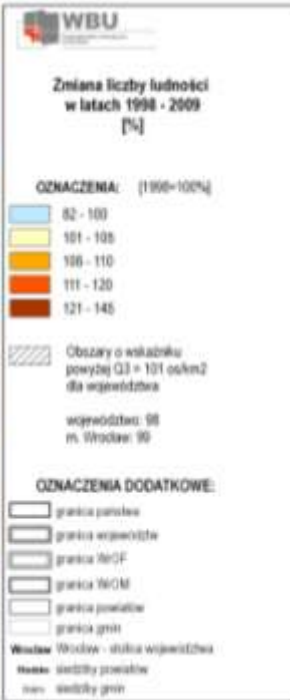 WBU
Zmiana liczby ludności
w latach 1998 - 2009
[%]
OZNACZENIA: [1998=100%]
82 - 100
101 - 105
106 - 110
111 - 120
121 - 145
Obszary o wskaźniku
powyżej Q3 = 101 os/km2
dla województwa
województwo: 98
m. Wrocław: 99
OZNACZENIA DODATKOWE:
granica państwa
granica województw
granica WrOF
granica WrOM
granica powiatów
granica gmin
Wrocław Wrocław - stolica województwa
siedziby powiatów
siedziby gmin